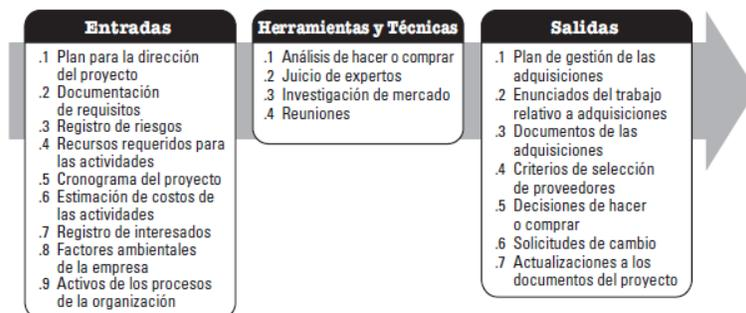 Entradas
.1 Plan para la dirección
del proyecto
.2 Documentación
de requisitos
.3 Registro de riesgos
.4 Recursos requeridos para
las actividades
.5 Cronograma del proyecto
.6 Estimación de costos de
las actividades
.7 Registro de interesados
.8 Factores ambientales
de la empresa
.9 Activos de los procesos
de la organización
Herramientas y Técnicas
.1 Análisis de hacer o comprar
.2 Juicio de expertos
.3 Investigación de mercado
.4 Reuniones
Salidas
.1 Plan de gestión de las
adquisiciones
.2 Enunciados del trabajo
relativo a adquisiciones
.3 Documentos de las
adquisiciones
.4 Criterios de selección
de proveedores
.5 Decisiones de hacer
o comprar
.6 Solicitudes de cambio
.7 Actualizaciones a los
documentos del proyecto